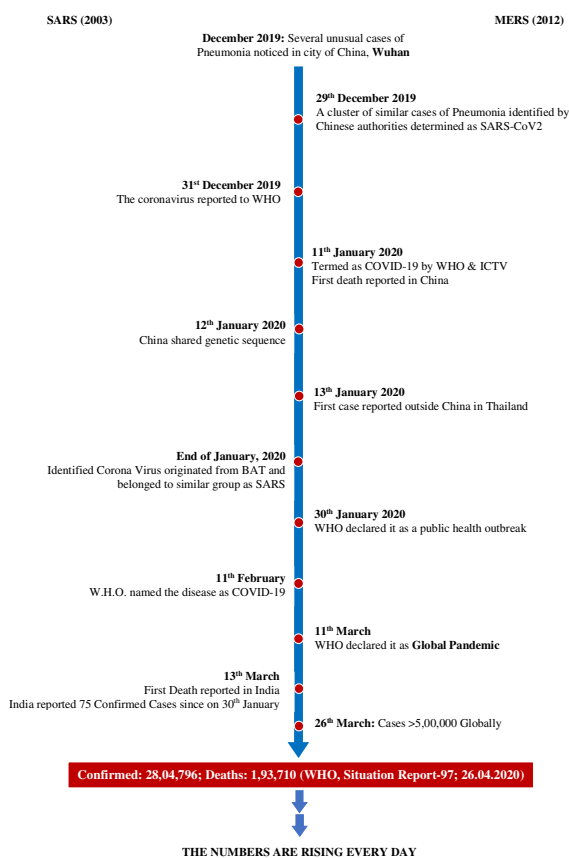 SARS (2003)
MERS (2012)
December 2019: Several unusual cases of
Pneumonia noticed in city of China, Wuhan
29th December 2019
A cluster of similar cases of Pneumonia identified by
Chinese authorities determined as SARS-CoV2
31st December 2019
The coronavirus reported to WHO
11th January 2020
Termed as COVID-19 by WHO & ICTV
First death reported in China
12th January 2020
China shared genetic sequence
13th January 2020
First case reported outside China in Thailand
End of January, 2020
Identified Corona Virus originated from BAT and
belonged to similar group as SARS
30th January 2020
WHO declared it as a public health outbreak
11th February
W.H.O. named the disease as COVID-19
11th March
WHO declared it as Global Pandemic
13th March
First Death reported in India
India reported 75 Confirmed Cases since on 30th January
26th March: Cases >5,00,000 Globally
Confirmed: 28,04,796; Deaths: 1,93,710 (WHO, Situation Report-97; 26.04.2020)
THE NUMBERS ARE RISING EVERY DAY